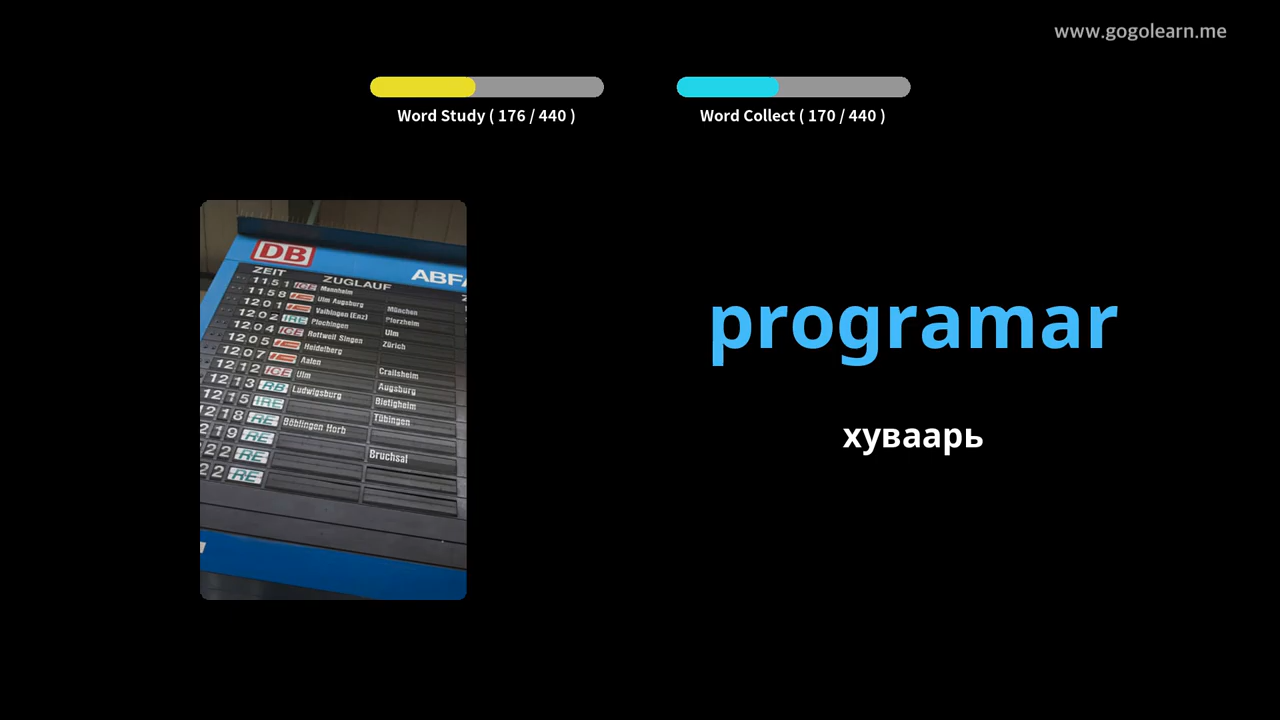 www.gogolearn.me
Word Study ( 176 / 440 )
Word Collect ( 170 / 440 )
DB
ZEIT ZUGLAUF ABFA
1151 ICE Mannheim
1158 Ulm Augsburg München
1201 Vaihingen (Enz) Pforzheim
1202 IRE Plochingen Ulm
1204 ICE Rottweil Singen Zürich
1205 Heidelberg
1207 Aalen Crailsheim
1212 ICE Ulm Augsburg
1213 RB Ludwigsburg Bietigheim
1215 IRE Tübingen
1218 RE Böblingen Horb
219 RE
22 RE Bruchsal
22 RE
programar
хуваарь